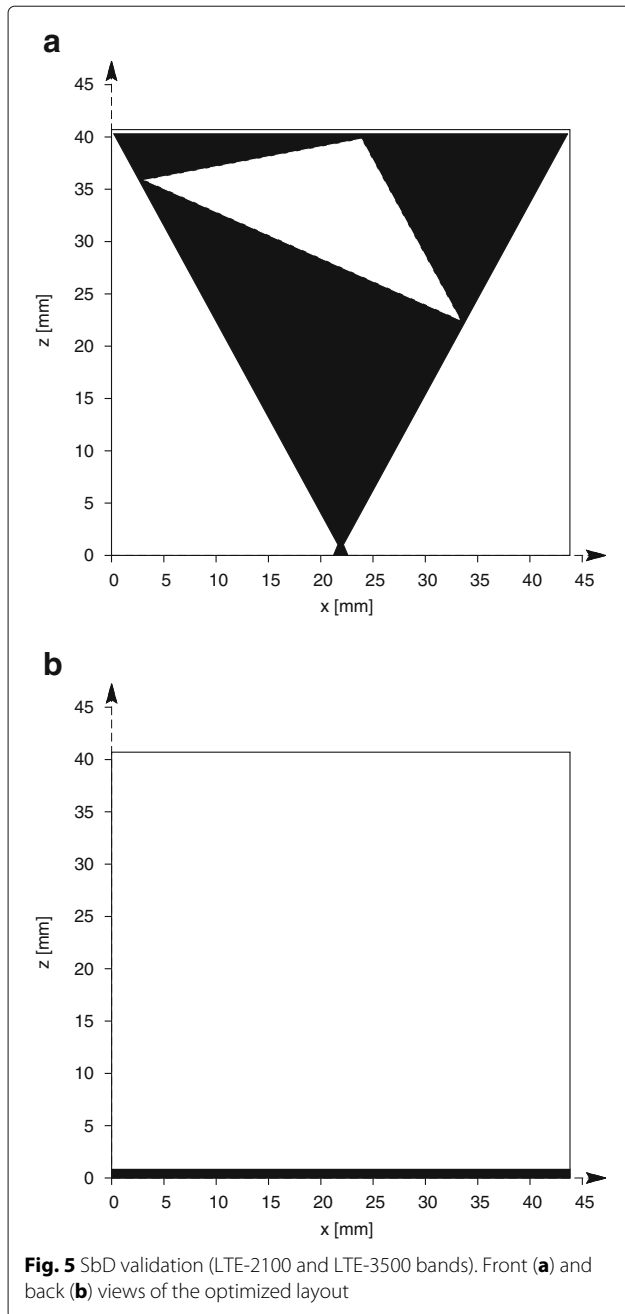 a
45
40
35
30
25
20
15
10
5
0
z [mm]
0 5 10 15 20 25 30 35 40 45
x [mm]
b
45
40
35
30
25
20
15
10
5
0
z [mm]
0 5 10 15 20 25 30 35 40 45
x [mm]
Fig. 5 SbD validation (LTE-2100 and LTE-3500 bands). Front (a) and
back (b) views of the optimized layout